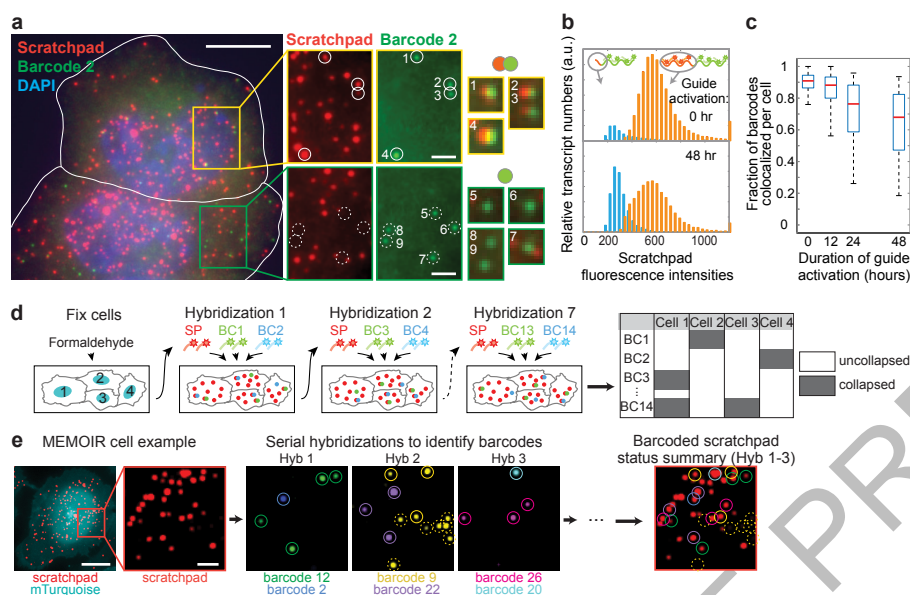 a
Scratchpad
Barcode 2
DAPI
Scratchpad
Barcode 2
1
2
3
4
1
2
3
4
5
6
8
9
7
5
6
8
9
7
b
Relative transcript numbers (a.u.)
Guide
activation:
0 hr
48 hr
0 200 600 1000
Scratchpad
fluorescence intensities
c
Fraction of barcodes
colocalized per cell
1
0.8
0.6
0.4
0.2
0
0 12 24 48
Duration of guide
activation (hours)
d
Fix cells
Formaldehyde
1 2 3 4
Hybridization 1
SP BC1 BC2
Hybridization 2
SP BC3 BC4
Hybridization 7
SP BC13 BC14
Cell 1 Cell 2 Cell 3 Cell 4
BC1
BC2
BC3
⋮
BC14
uncollapsed
collapsed
e
MEMOIR cell example
scratchpad
mTurquoise
scratchpad
Serial hybridizations to identify barcodes
Hyb 1
Hyb 2
Hyb 3
barcode 12
barcode 2
barcode 9
barcode 22
barcode 26
barcode 20
...
Barcoded scratchpad
status summary (Hyb 1-3)
E PR